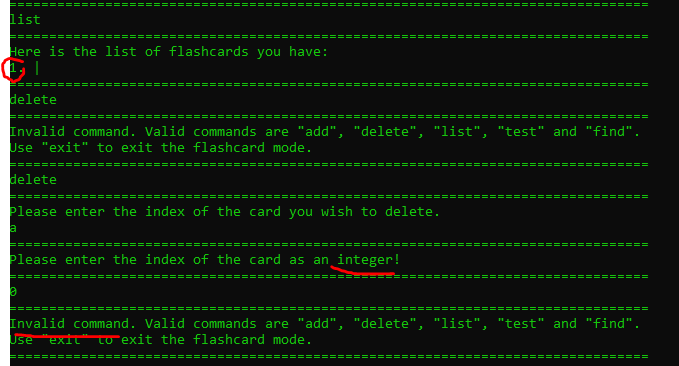 ================================================================================
list
================================================================================
Here is the list of flashcards you have:
1. |
================================================================================
delete
================================================================================
Invalid command. Valid commands are "add", "delete", "list", "test" and "find".
Use "exit" to exit the flashcard mode.
================================================================================
delete
================================================================================
Please enter the index of the card you wish to delete.
a
================================================================================
Please enter the index of the card as an integer!
================================================================================
0
================================================================================
Invalid command. Valid commands are "add", "delete", "list", "test" and "find".
Use "exit" to exit the flashcard mode.
================================================================================